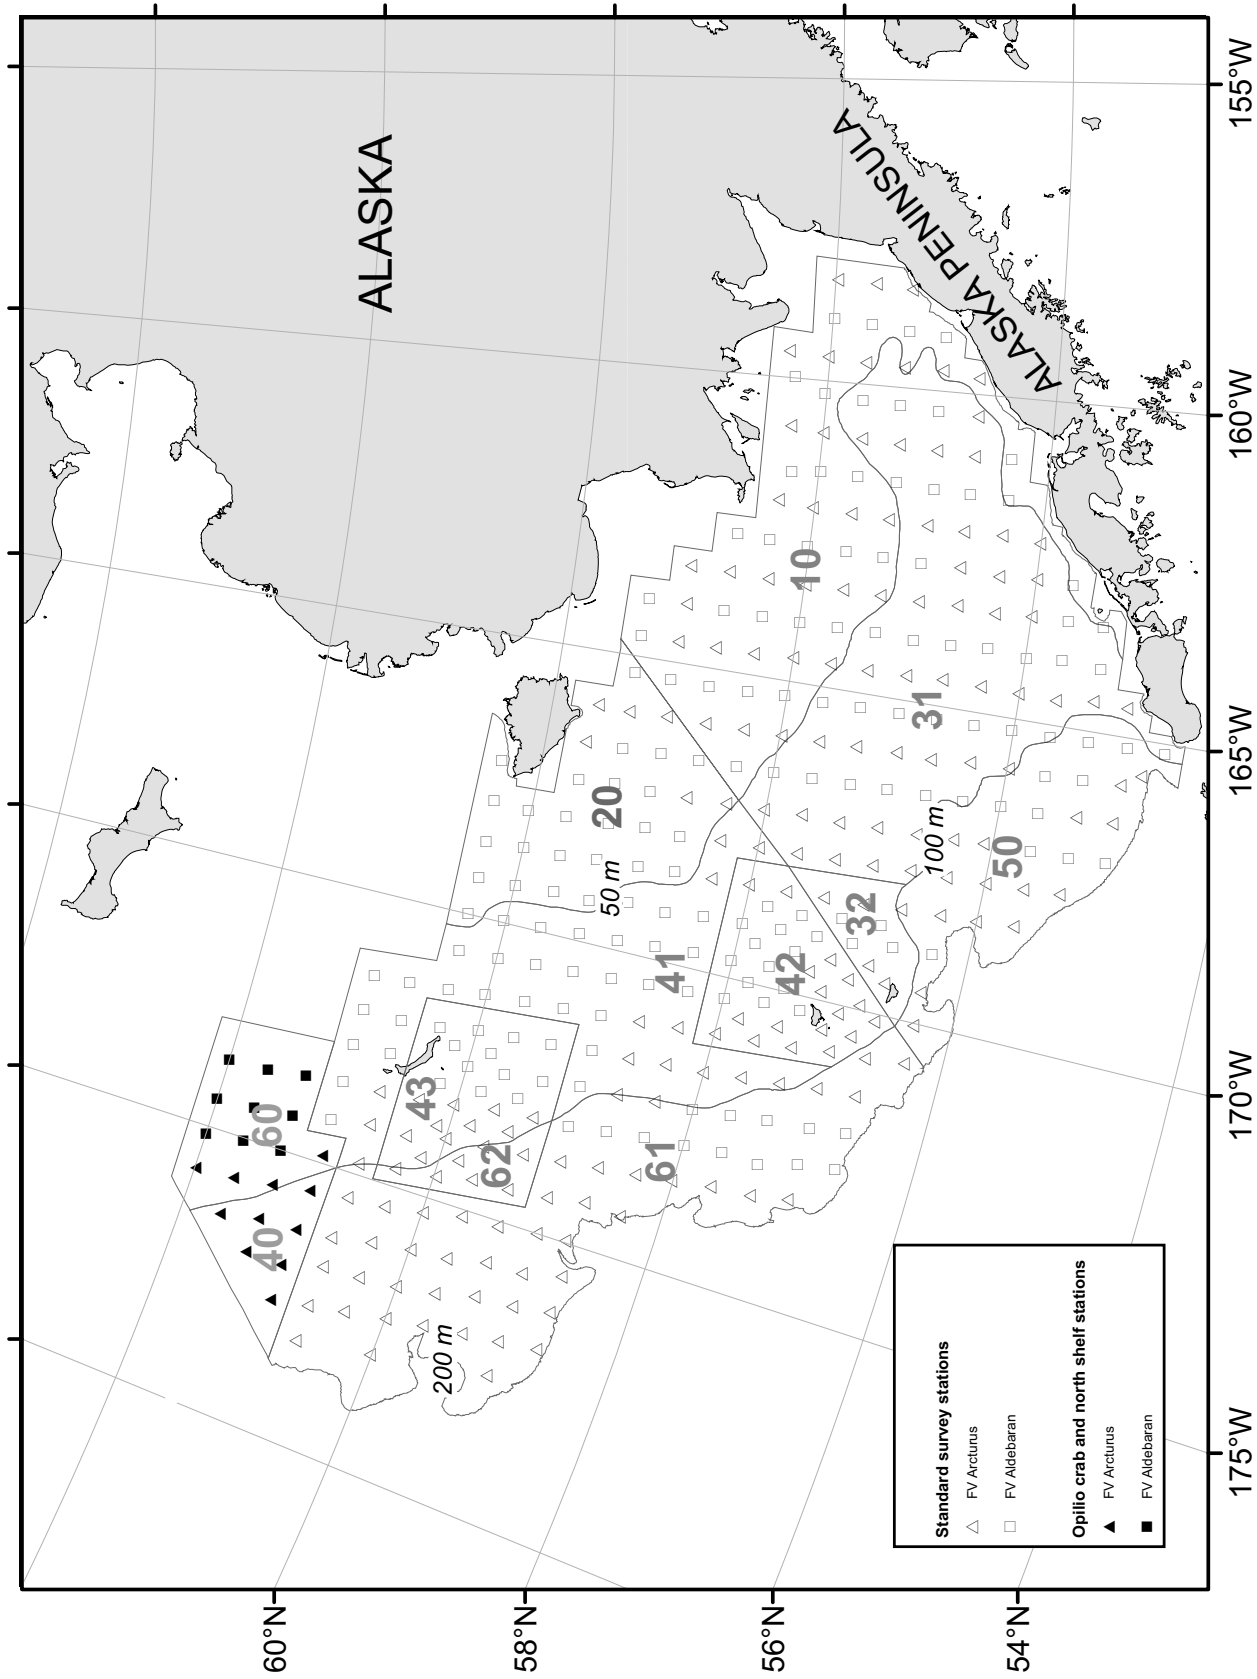 ALASKA
ALASKA PENINSULA
10
20
50 m
31
100 m
50
32
42
41
43
60
62
61
40
200 m
Standard survey stations
FV Arcturus
FV Aldebaran
Opilio crab and north shelf stations
FV Arcturus
FV Aldebaran
60°N
58°N
56°N
54°N
175°W
170°W
165°W
160°W
155°W